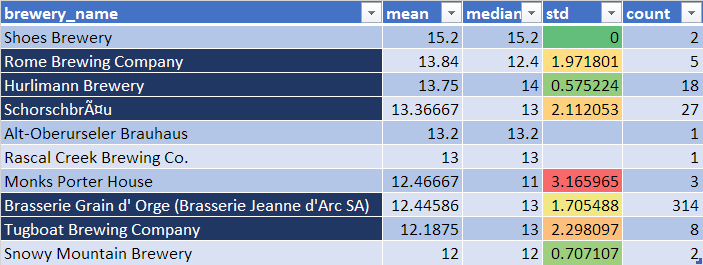 brewery_name mean median std count
Shoes Brewery 15.2 15.2 0 2
Rome Brewing Company 13.84 12.4 1.971801 5
Hurlimann Brewery 13.75 14 0.575224 18
SchorschbrÃ¤u 13.36667 13 2.112053 27
Alt-Oberurseler Brauhaus 13.2 13.2 1
Rascal Creek Brewing Co. 13 13 1
Monks Porter House 12.46667 11 3.165965 3
Brasserie Grain d' Orge (Brasserie Jeanne d'Arc SA) 12.44586 13 1.705488 314
Tugboat Brewing Company 12.1875 13 2.298097 8
Snowy Mountain Brewery 12 12 0.707107 2